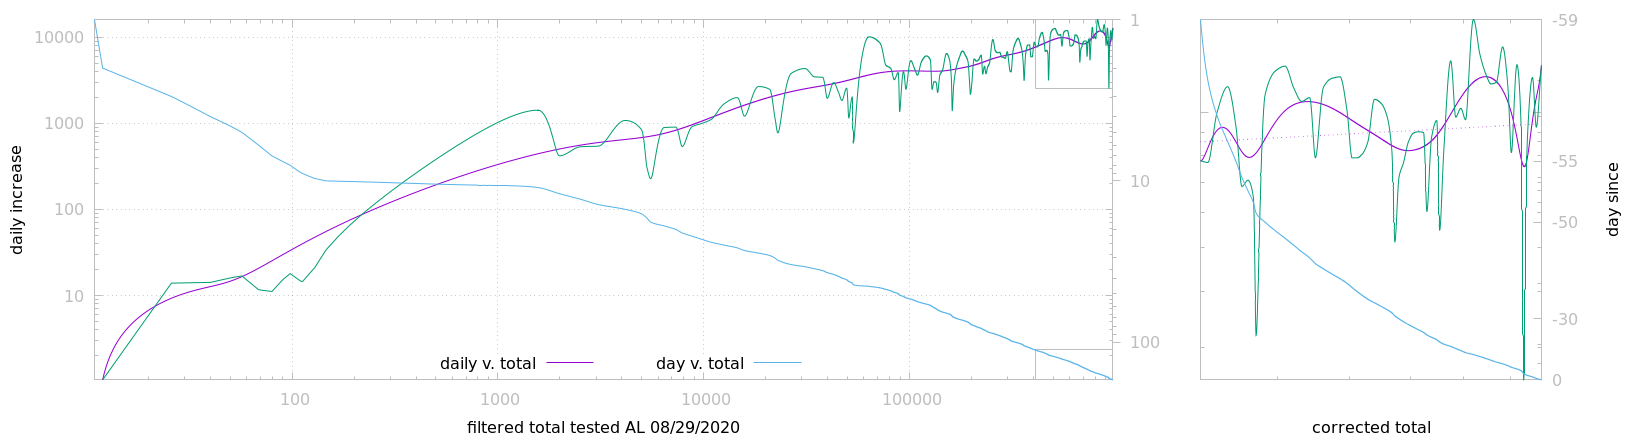 daily increase
10000
1000
100
10
daily v. total
day v. total
100
1000
10000
100000
filtered total tested AL 08/29/2020
1
10
100
-59
-55
-50
-30
0
day since
corrected total